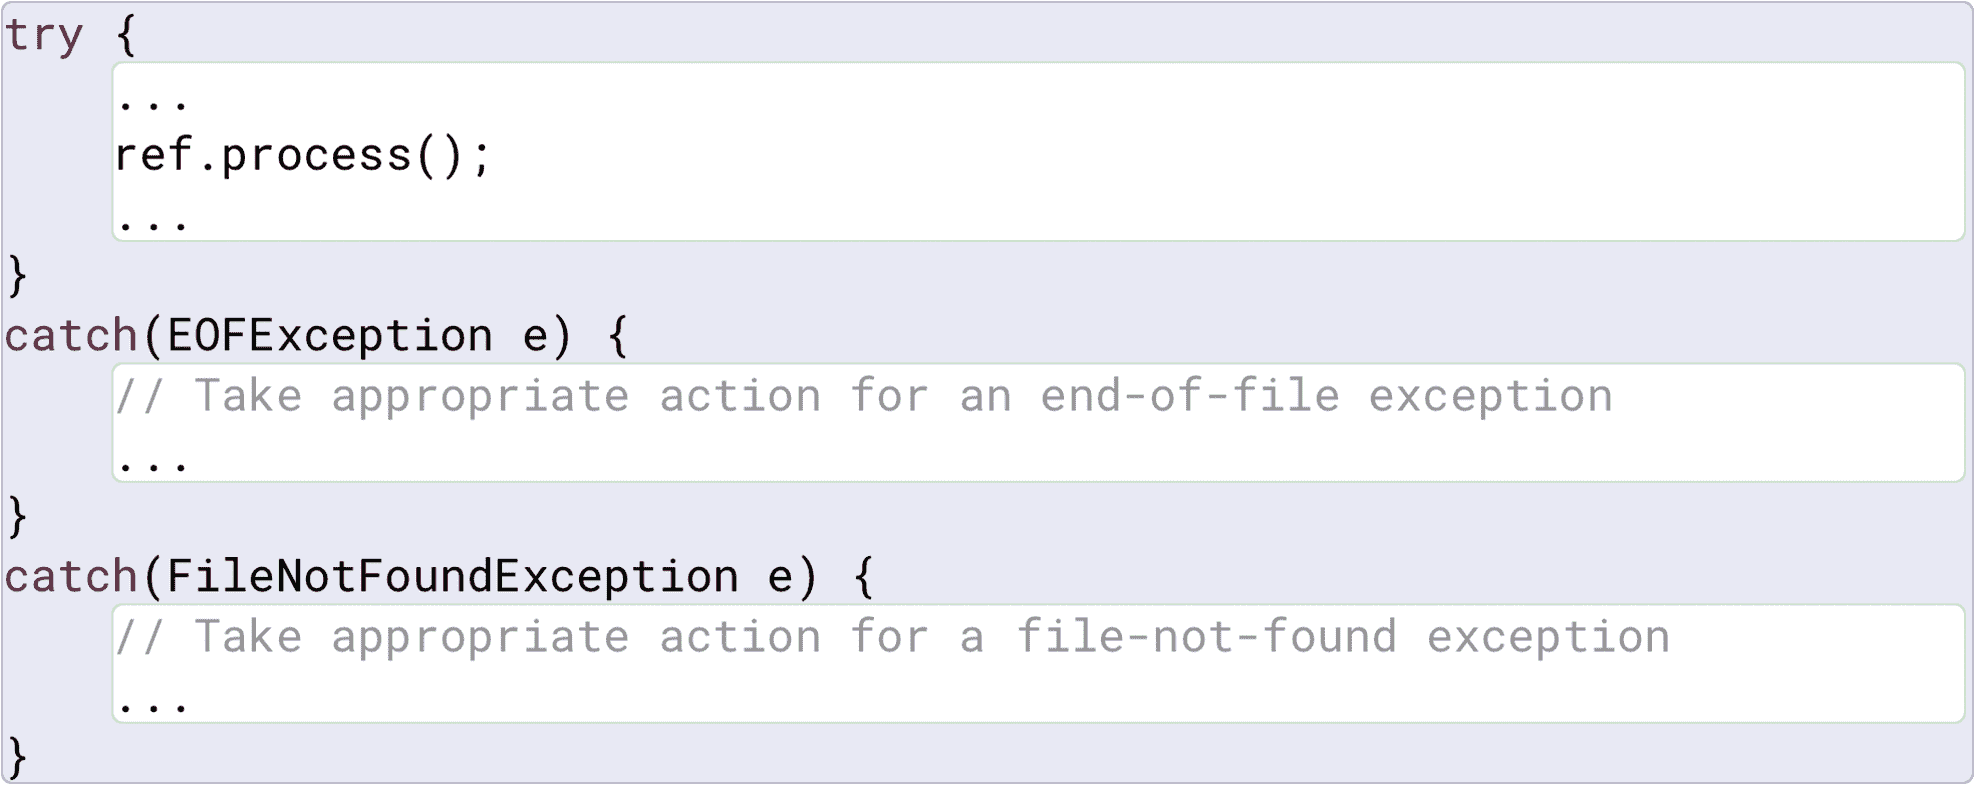 try {
    ...
    ref.process();
    ...
}
catch(EOFException e) {
    // Take appropriate action for an end-of-file exception
    ...
}
catch(FileNotFoundException e) {
    // Take appropriate action for a file-not-found exception
    ...
}